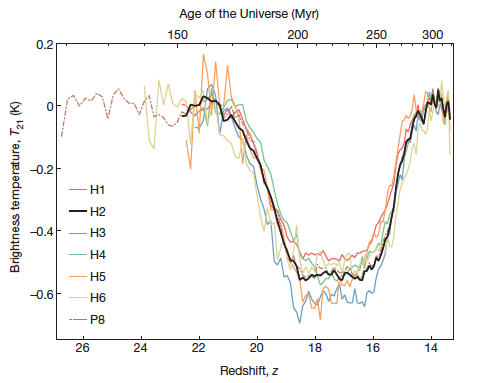 Age of the Universe (Myr)
150 200 250 300
0.2
0
−0.2
−0.4
−0.6
Brightness temperature, T21 (K)
H1
H2
H3
H4
H5
H6
P8
26 24 22 20 18 16 14
Redshift, z